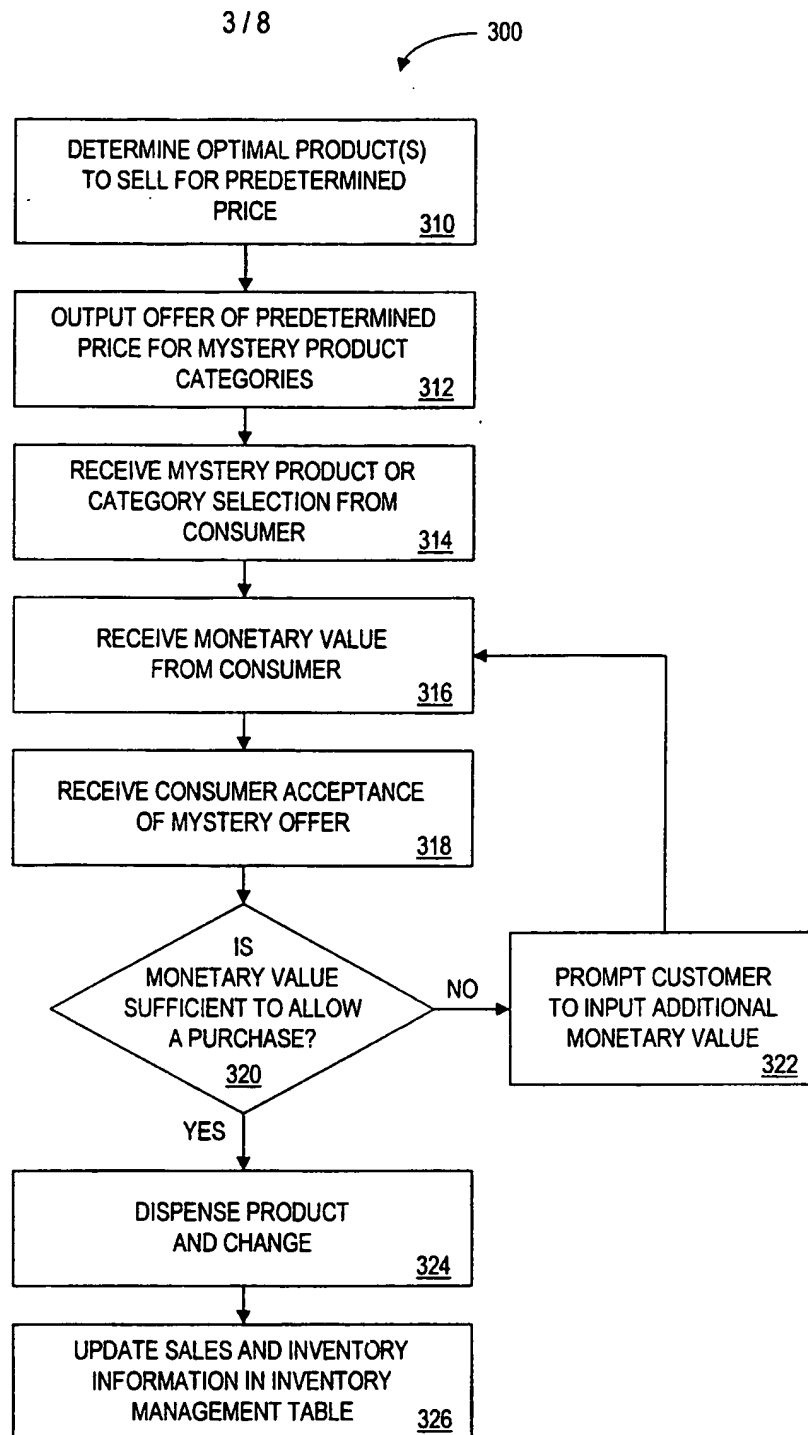 3 / 8
300
DETERMINE OPTIMAL PRODUCT(S)
TO SELL FOR PREDETERMINED
PRICE
310
OUTPUT OFFER OF PREDETERMINED
PRICE FOR MYSTERY PRODUCT
CATEGORIES
312
RECEIVE MYSTERY PRODUCT OR
CATEGORY SELECTION FROM
CONSUMER
314
RECEIVE MONETARY VALUE
FROM CONSUMER
316
RECEIVE CONSUMER ACCEPTANCE
OF MYSTERY OFFER
318
IS
MONETARY VALUE
SUFFICIENT TO ALLOW
A PURCHASE?
320
NO
PROMPT CUSTOMER
TO INPUT ADDITIONAL
MONETARY VALUE
322
YES
DISPENSE PRODUCT
AND CHANGE
324
UPDATE SALES AND INVENTORY
INFORMATION IN INVENTORY
MANAGEMENT TABLE
326